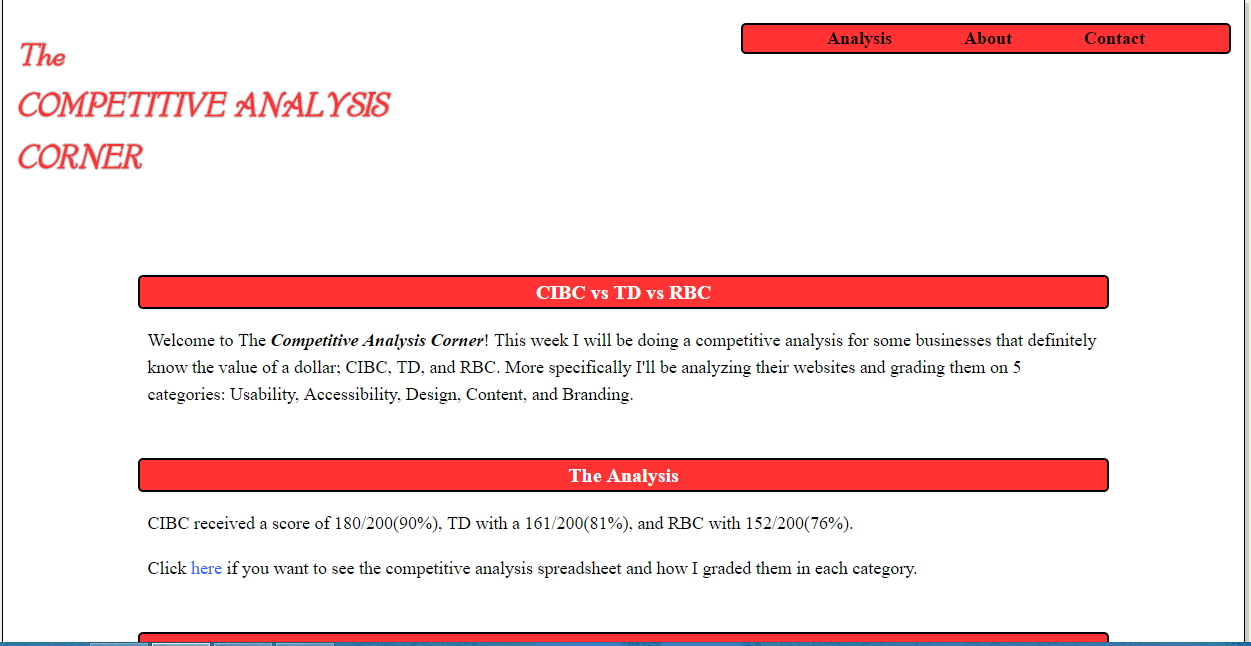 The
COMPETITIVE ANALYSIS
CORNER
Analysis About Contact
CIBC vs TD vs RBC
Welcome to The Competitive Analysis Corner! This week I will be doing a competitive analysis for some businesses that definitely
know the value of a dollar; CIBC, TD, and RBC. More specifically I'll be analyzing their websites and grading them on 5
categories: Usability, Accessibility, Design, Content, and Branding.
The Analysis
CIBC received a score of 180/200(90%), TD with a 161/200(81%), and RBC with 152/200(76%).
Click here if you want to see the competitive analysis spreadsheet and how I graded them in each category.